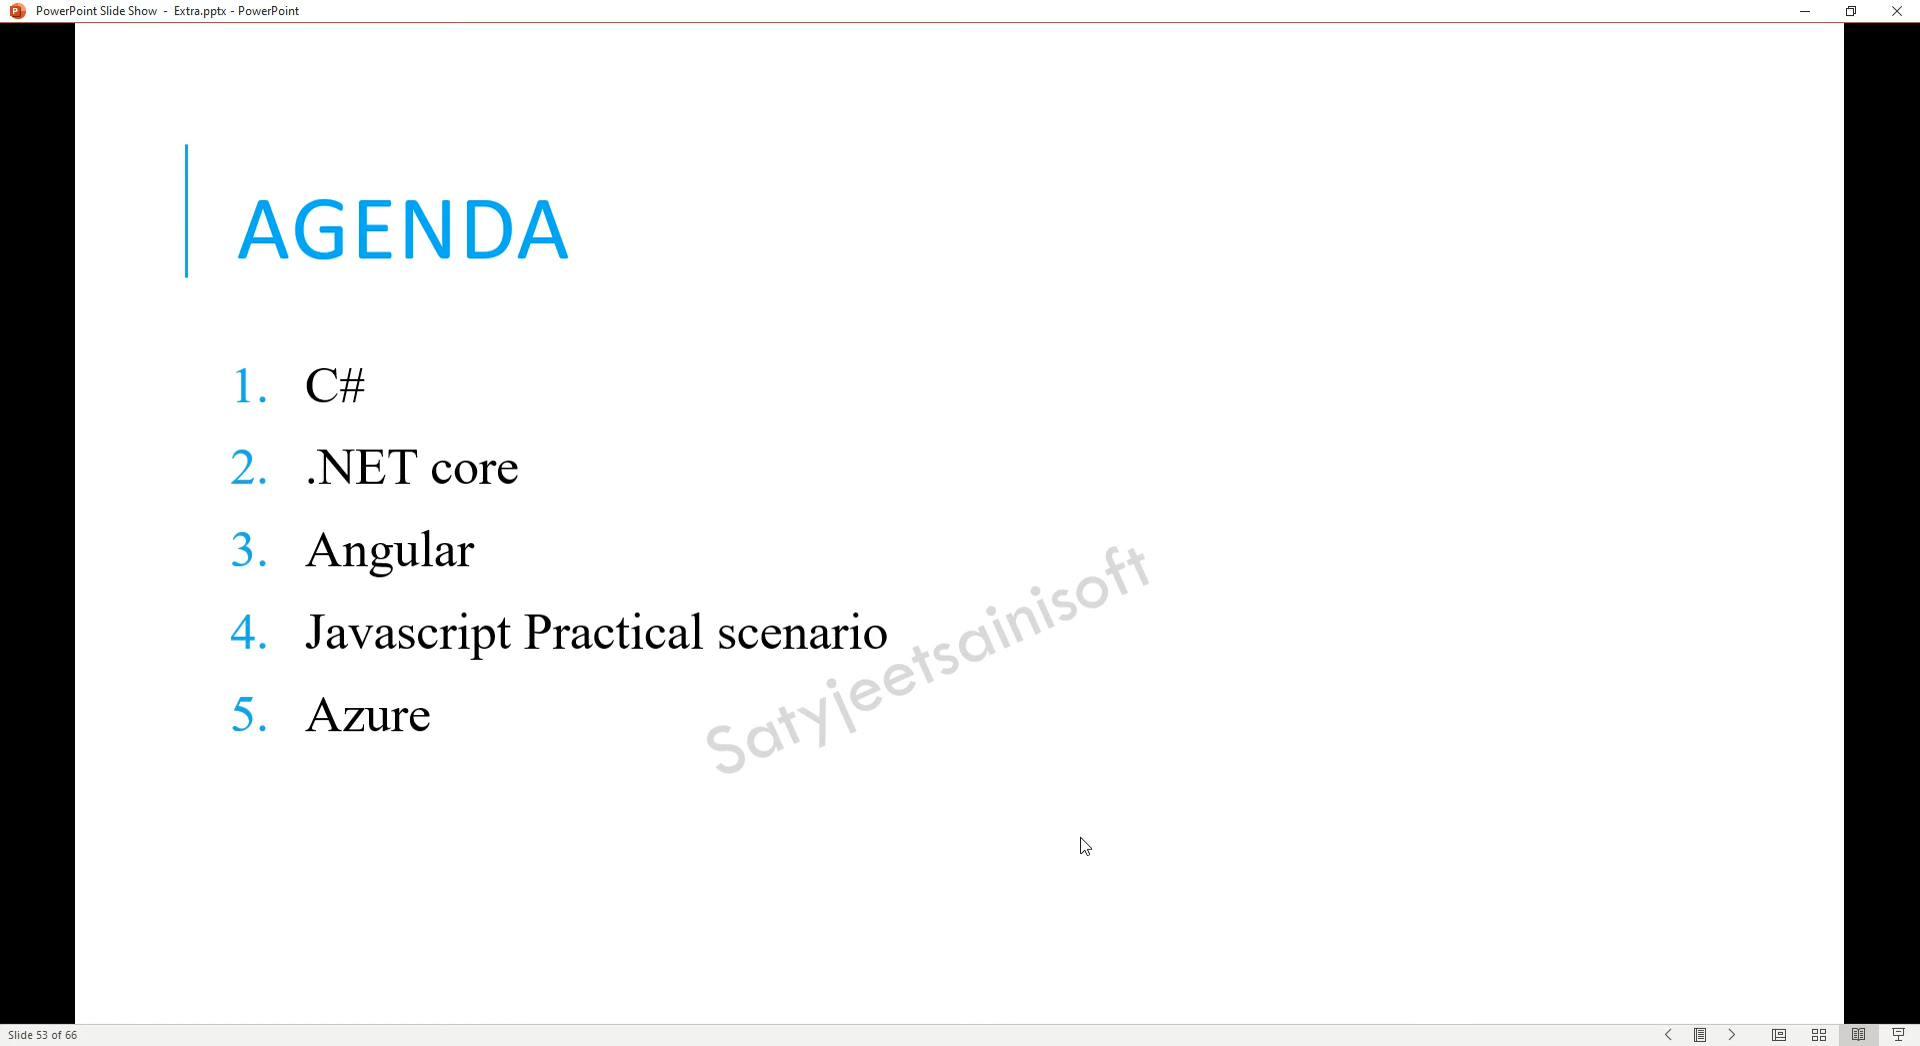 PowerPoint Slide Show - Extra.pptx - PowerPoint
AGENDA
1. C#
2. .NET core
3. Angular
4. Javascript Practical scenario
5. Azure
Satyjeetsainisoft
Slide 53 of 66